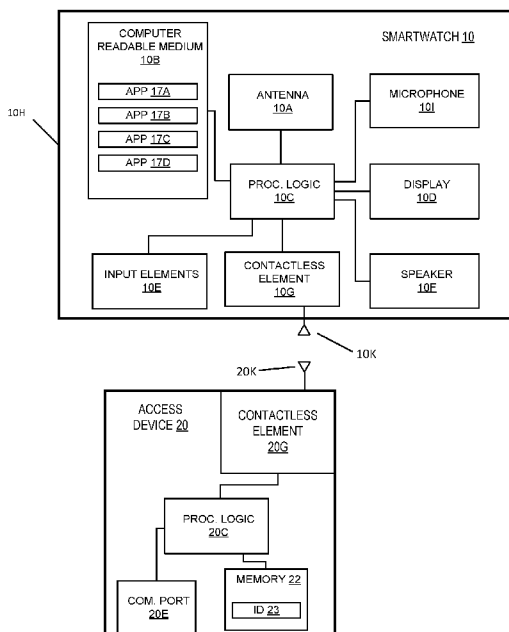 COMPUTER
READABLE MEDIUM
10B
APP 17A
APP 17B
APP 17C
APP 17D
SMARTWATCH 10
ANTENNA
10A
MICROPHONE
10I
10H
PROC. LOGIC
10C
DISPLAY
10D
INPUT ELEMENTS
10E
CONTACTLESS
ELEMENT
10G
SPEAKER
10F
10K
20K
ACCESS
DEVICE 20
CONTACTLESS
ELEMENT
20G
PROC. LOGIC
20C
COM. PORT
20E
MEMORY 22
ID 23